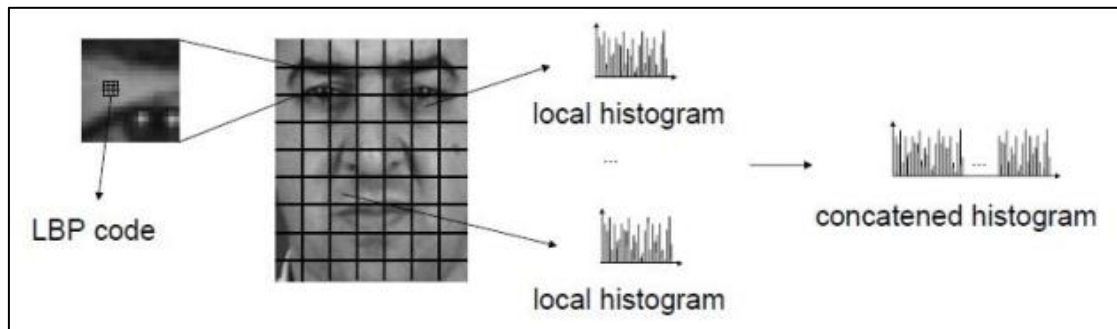 local histogram
...
LBP code
...
concatened histogram
local histogram